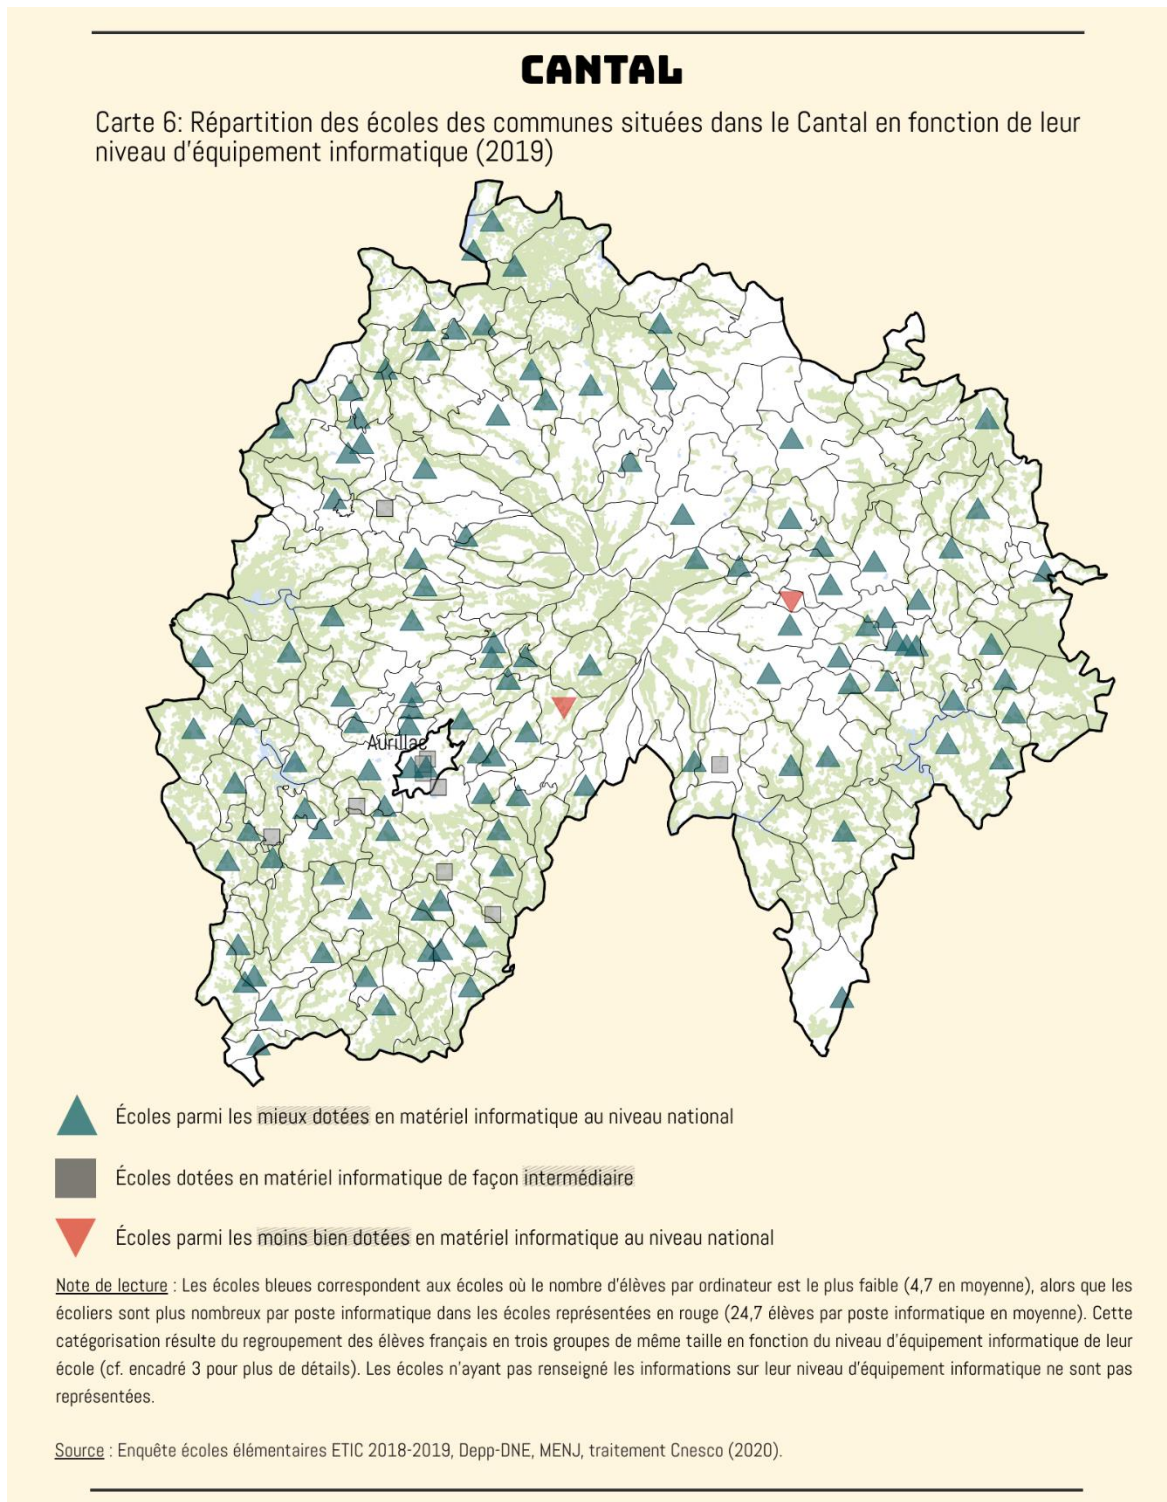 CANTAL
Carte 6: Répartition des écoles des communes situées dans le Cantal en fonction de leur
niveau d'équipement informatique (2019)
Aurillac
Écoles parmi les mieux dotées en matériel informatique au niveau national
Écoles dotées en matériel informatique de façon intermédiaire
Écoles parmi les moins bien dotées en matériel informatique au niveau national
Note de lecture : Les écoles bleues correspondent aux écoles où le nombre d'élèves par ordinateur est le plus faible (4,7 en moyenne), alors que les
écoliers sont plus nombreux par poste informatique dans les écoles représentées en rouge (24,7 élèves par poste informatique en moyenne). Cette
catégorisation résulte du regroupement des élèves français en trois groupes de même taille en fonction du niveau d'équipement informatique de leur
école (cf. encadré 3 pour plus de détails). Les écoles n'ayant pas renseigné les informations sur leur niveau d'équipement informatique ne sont pas
représentées.
Source : Enquête écoles élémentaires ETIC 2018-2019, Depp-DNE, MENJ, traitement Cnesco (2020).